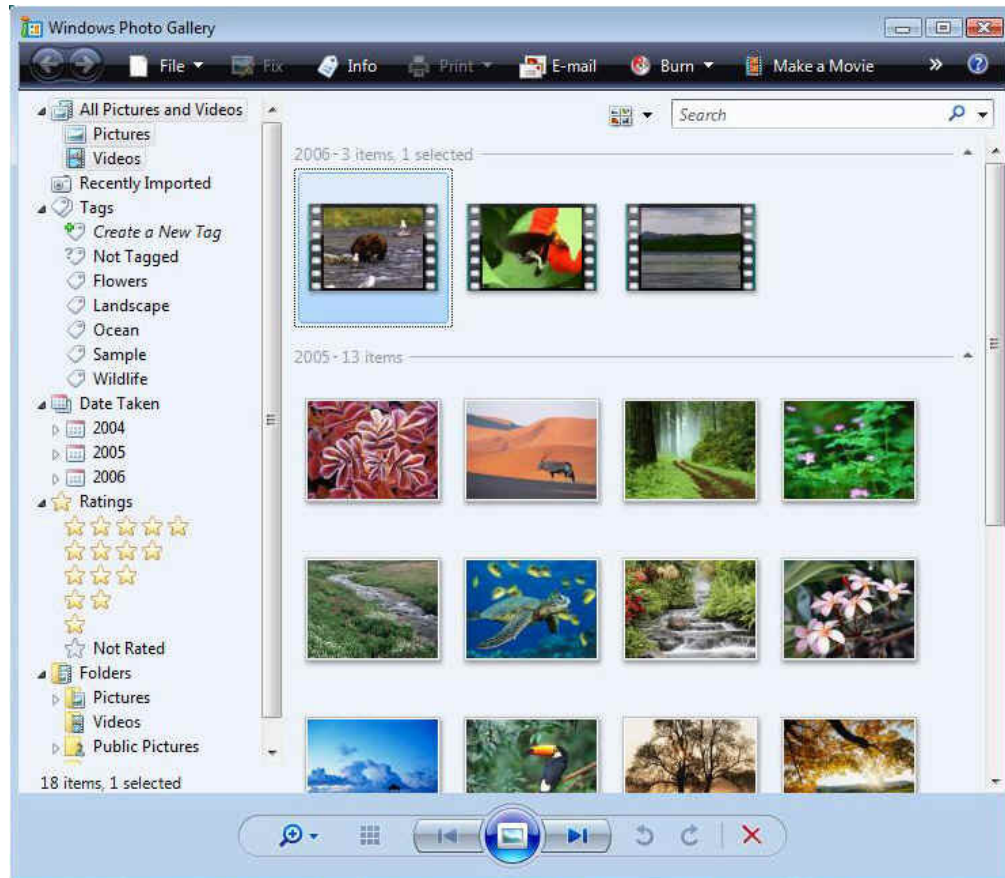 Windows Photo Gallery
File Fix Info Print E-mail Burn Make a Movie »
All Pictures and Videos
Pictures
Videos
Recently Imported
Tags
Create a New Tag
Not Tagged
Flowers
Landscape
Ocean
Sample
Wildlife
Date Taken
2004
2005
2006
Ratings
Not Rated
Folders
Pictures
Videos
Public Pictures
18 items, 1 selected
Search
2006 - 3 items, 1 selected
2005 - 13 items